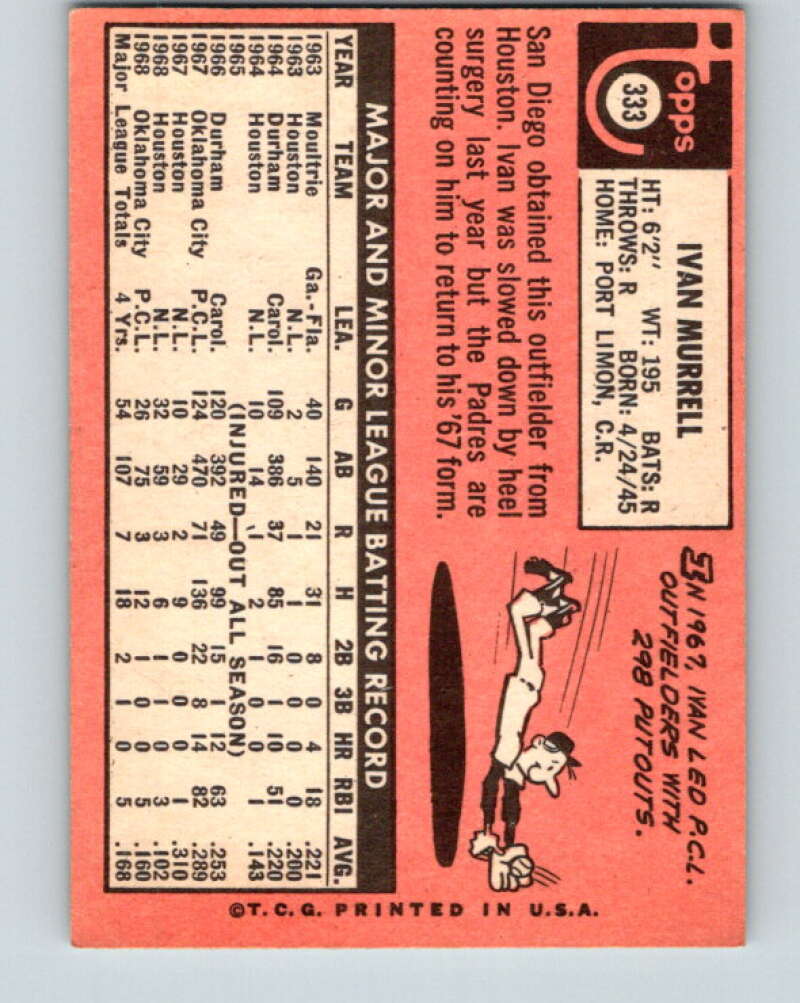 Topps
333
IVAN MURRELL
HT: 6'2" WT: 195 BATS: R
THROWS: R BORN: 4/24/45
HOME: PORT LIMON, C.R.
San Diego obtained this outfielder from
Houston. Ivan was slowed down by heel
surgery last year but the Padres are
counting on him to return to his '67 form.
IN 1967, IVAN LED P.C.L.
OUTFIELDERS WITH
298 PUTOUTS.
MAJOR AND MINOR LEAGUE BATTING RECORD
YEAR TEAM LEA. G AB R H 2B 3B HR RBI AVG.
1963 Moultrie Ga.-Fla. 40 140 21 31 8 0 4 18 .221
1963 Houston N.L. 2 5 1 1 0 0 0 0 .200
1964 Durham Carol. 109 386 37 85 16 1 10 51 .220
1964 Houston N.L. 10 14 1 2 1 0 0 1 .143
1965 (INJURED—OUT ALL SEASON)
1966 Durham Carol. 120 392 49 99 15 1 12 63 .253
1967 Oklahoma City P.C.L. 124 470 71 136 22 8 14 82 .289
1967 Houston N.L. 10 29 2 9 0 0 0 1 .310
1968 Houston N.L. 32 59 3 6 1 1 0 3 .102
1968 Oklahoma City P.C.L. 26 75 3 12 1 0 0 5 .160
Major League Totals 4 Yrs. 54 107 7 18 2 1 0 5 .168
©T.C.G. PRINTED IN U.S.A.